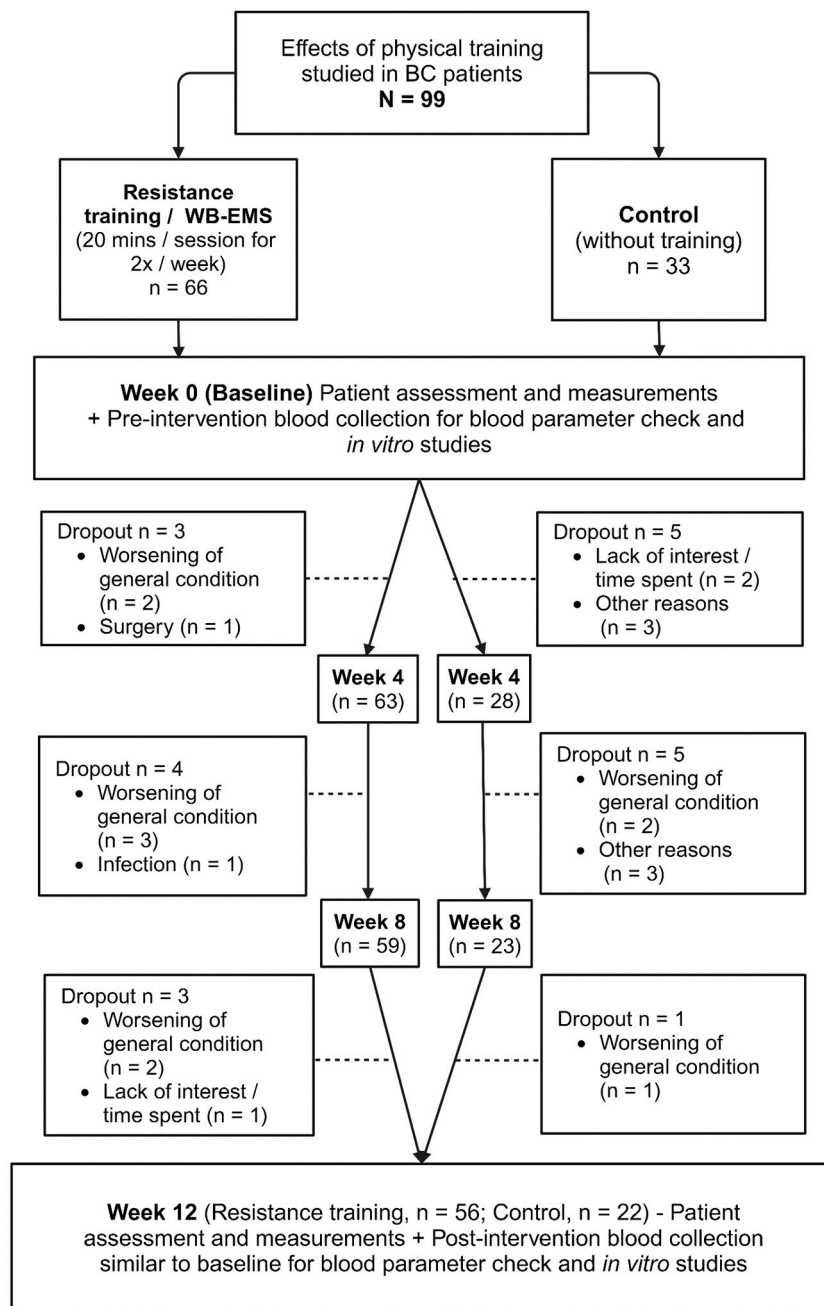 Effects of physical training
studied in BC patients
N = 99
Resistance
training / WB-EMS
(20 mins / session for
2x / week)
n = 66
Control
(without training)
n = 33
Week 0 (Baseline) Patient assessment and measurements
+ Pre-intervention blood collection for blood parameter check and
in vitro studies
Dropout n = 3
• Worsening of
general condition
(n = 2)
• Surgery (n = 1)
Dropout n = 5
• Lack of interest /
time spent (n = 2)
• Other reasons
(n = 3)
Week 4
(n = 63)
Week 4
(n = 28)
Dropout n = 4
• Worsening of
general condition
(n = 3)
• Infection (n = 1)
Dropout n = 5
• Worsening of
general condition
(n = 2)
• Other reasons
(n = 3)
Week 8
(n = 59)
Week 8
(n = 23)
Dropout n = 3
• Worsening of
general condition
(n = 2)
• Lack of interest /
time spent (n = 1)
Dropout n = 1
• Worsening of
general condition
(n = 1)
Week 12 (Resistance training, n = 56; Control, n = 22) - Patient
assessment and measurements + Post-intervention blood collection
similar to baseline for blood parameter check and in vitro studies